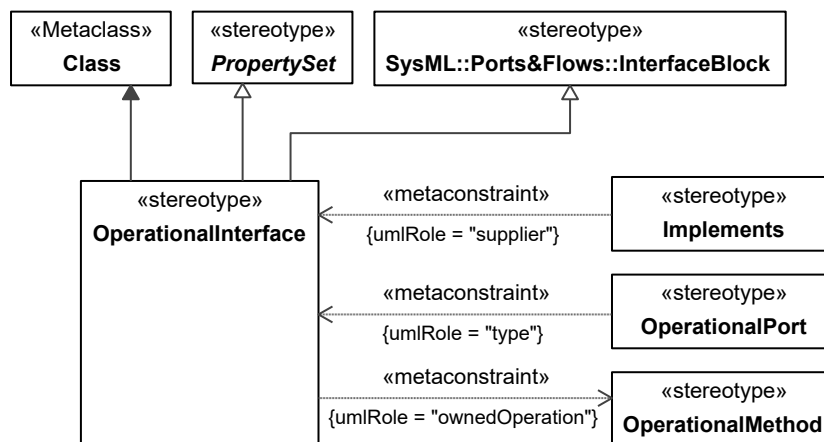 «Metaclass»
Class
«stereotype»
PropertySet
«stereotype»
SysML::Ports&Flows::InterfaceBlock
«stereotype»
OperationalInterface
«metaconstraint»
{umlRole = "supplier"}
«stereotype»
Implements
«metaconstraint»
{umlRole = "type"}
«stereotype»
OperationalPort
«metaconstraint»
{umlRole = "ownedOperation"}
«stereotype»
OperationalMethod